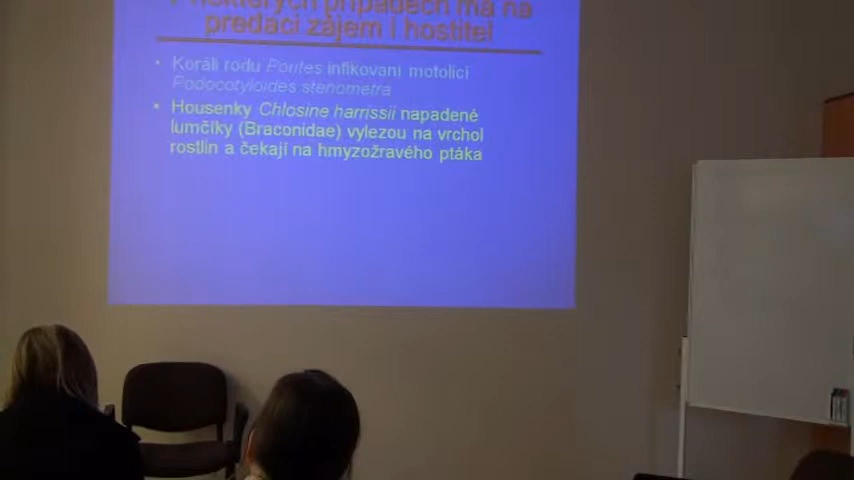 V některých případech má na
predaci zájem i hostitel
• Koráli rodu Porites infikovaní motolicí
Podocotyloides stenometra
• Housenky Chlosine harrissii napadené
lumčíky (Braconidae) vylezou na vrchol
rostlin a čekají na hmyzožravého ptáka